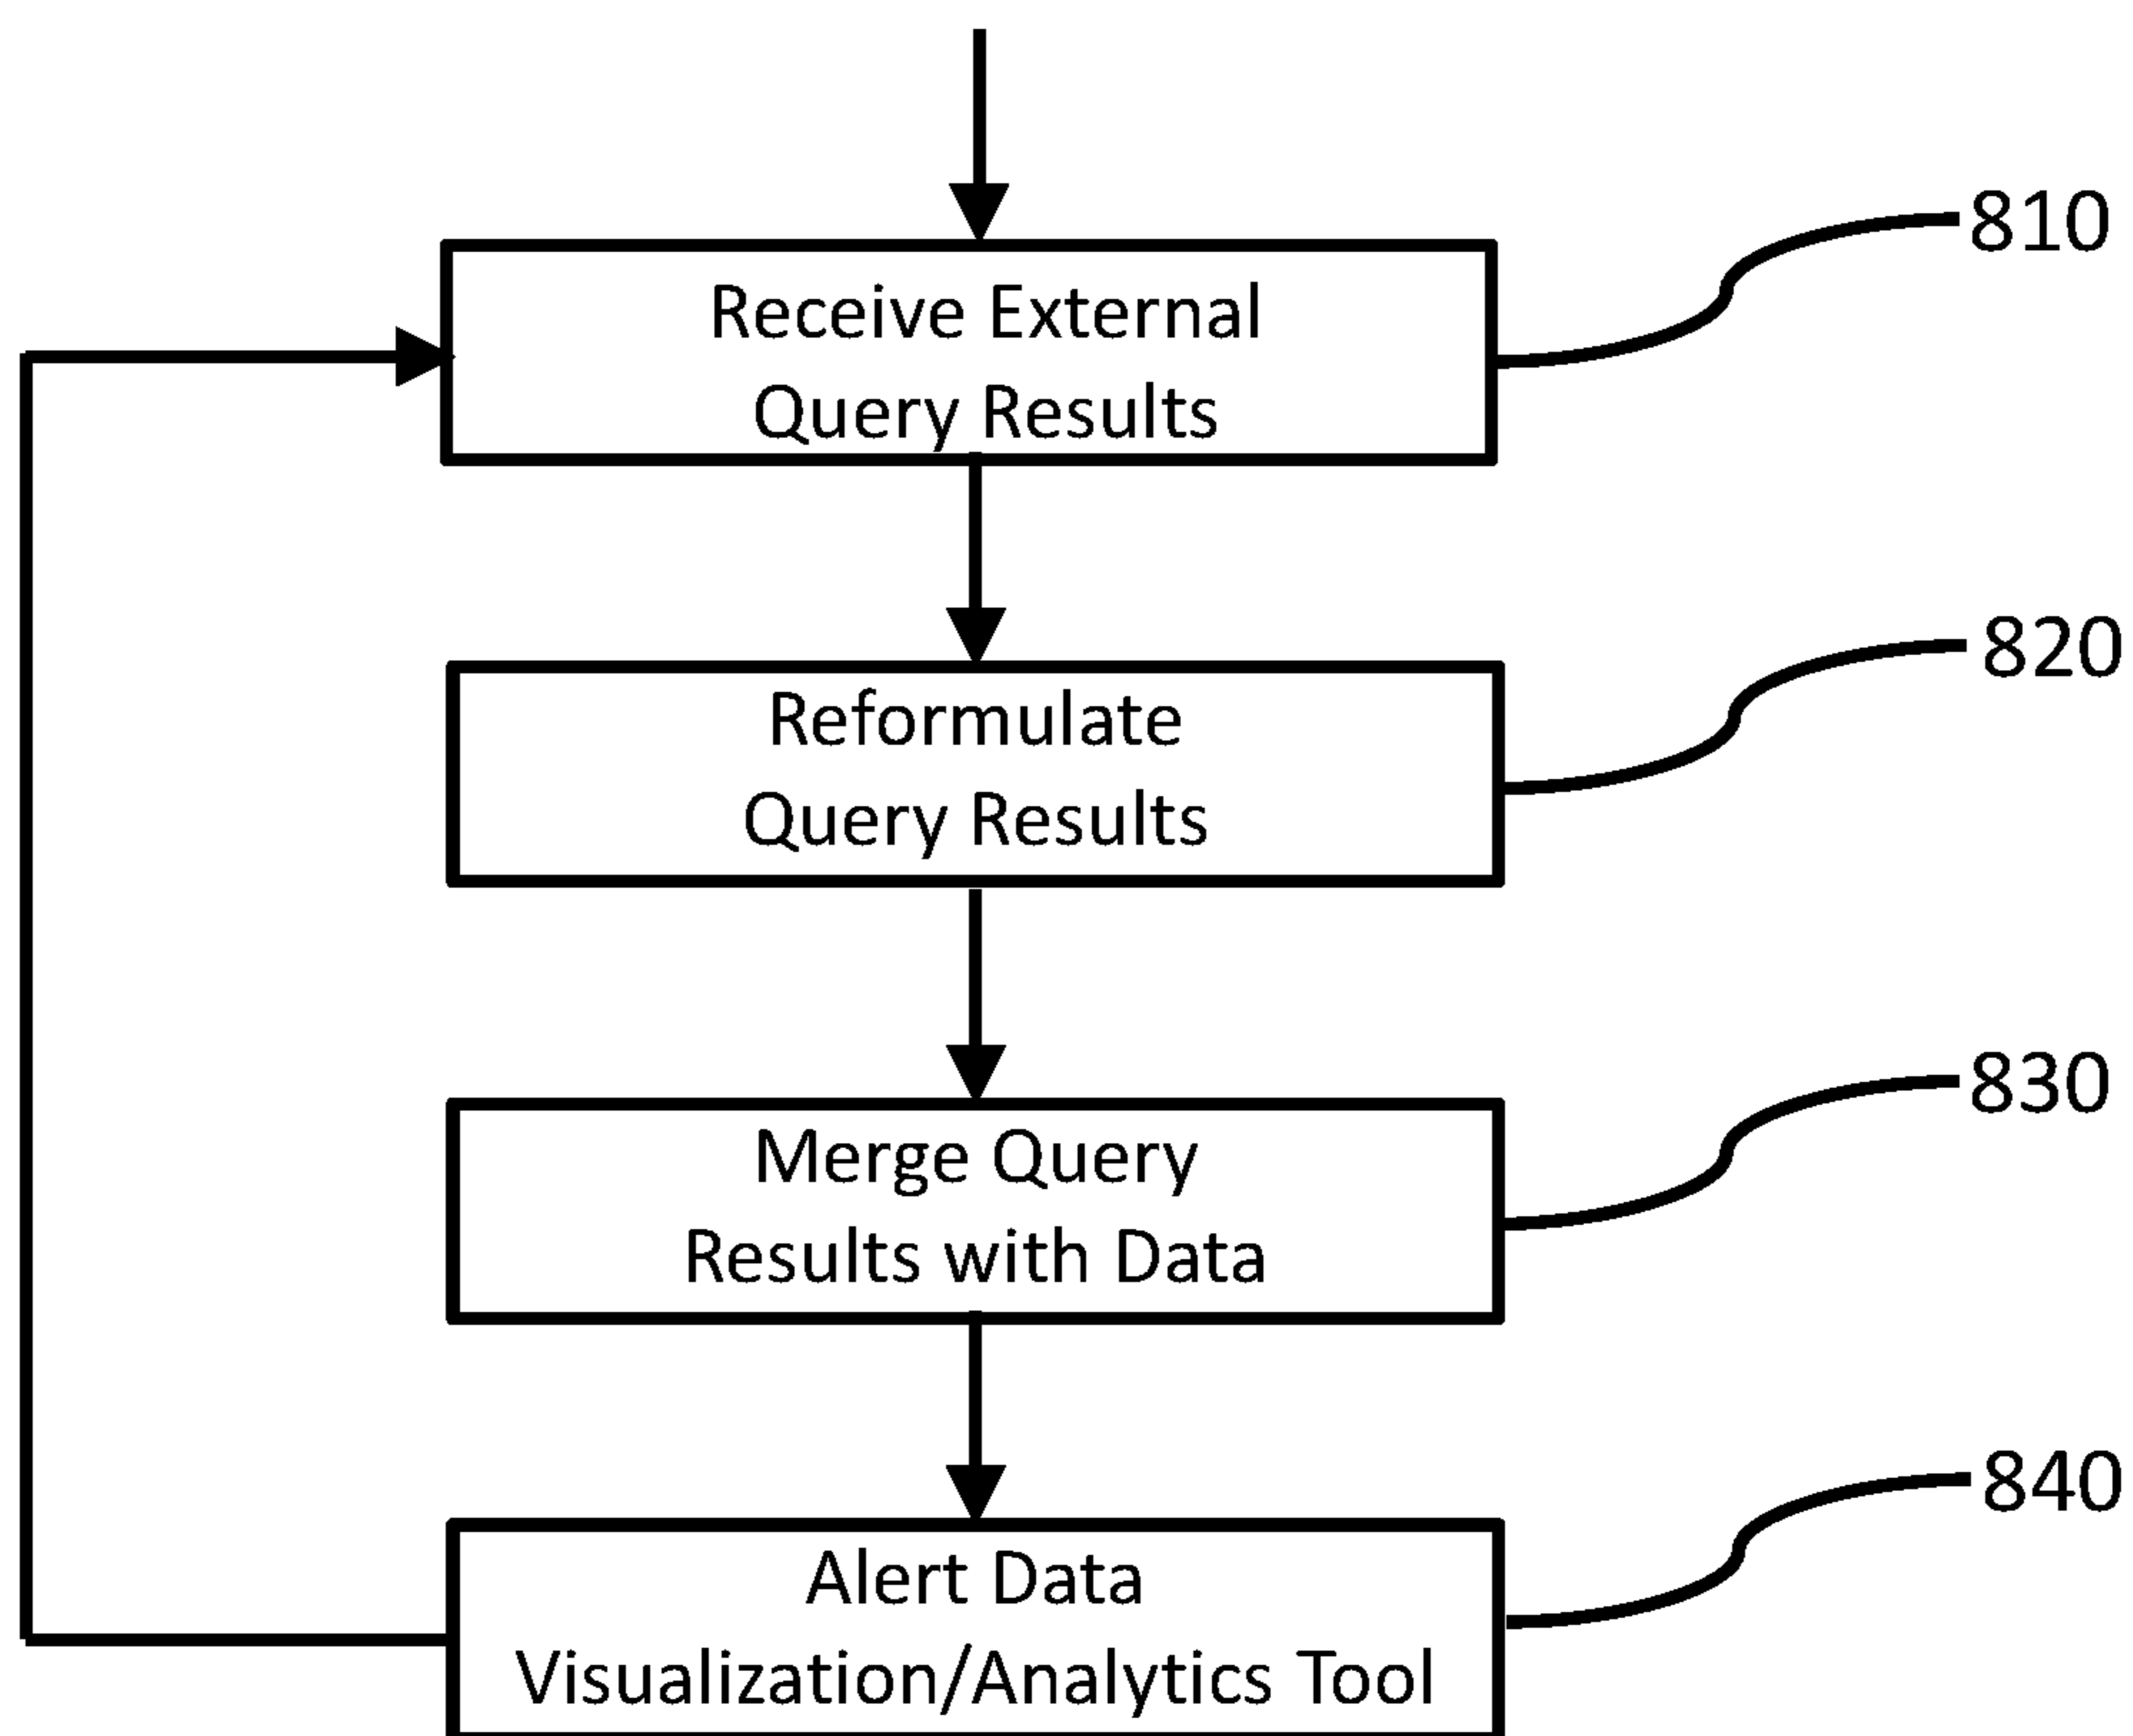 810
Receive External
Query Results
820
Reformulate
Query Results
830
Merge Query
Results with Data
840
Alert Data
Visualization/Analytics Tool